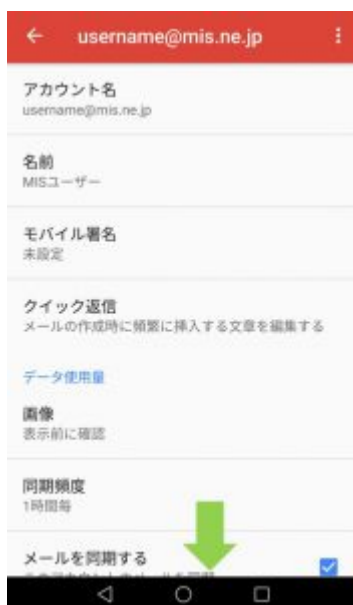 username@mis.ne.jp
アカウント名
username@mis.ne.jp
名前
MISユーザー
モバイル署名
未設定
クイック返信
メールの作成時に頻繁に挿入する文章を編集する
データ使用量
画像
表示前に確認
同期頻度
1時間毎
メールを同期する